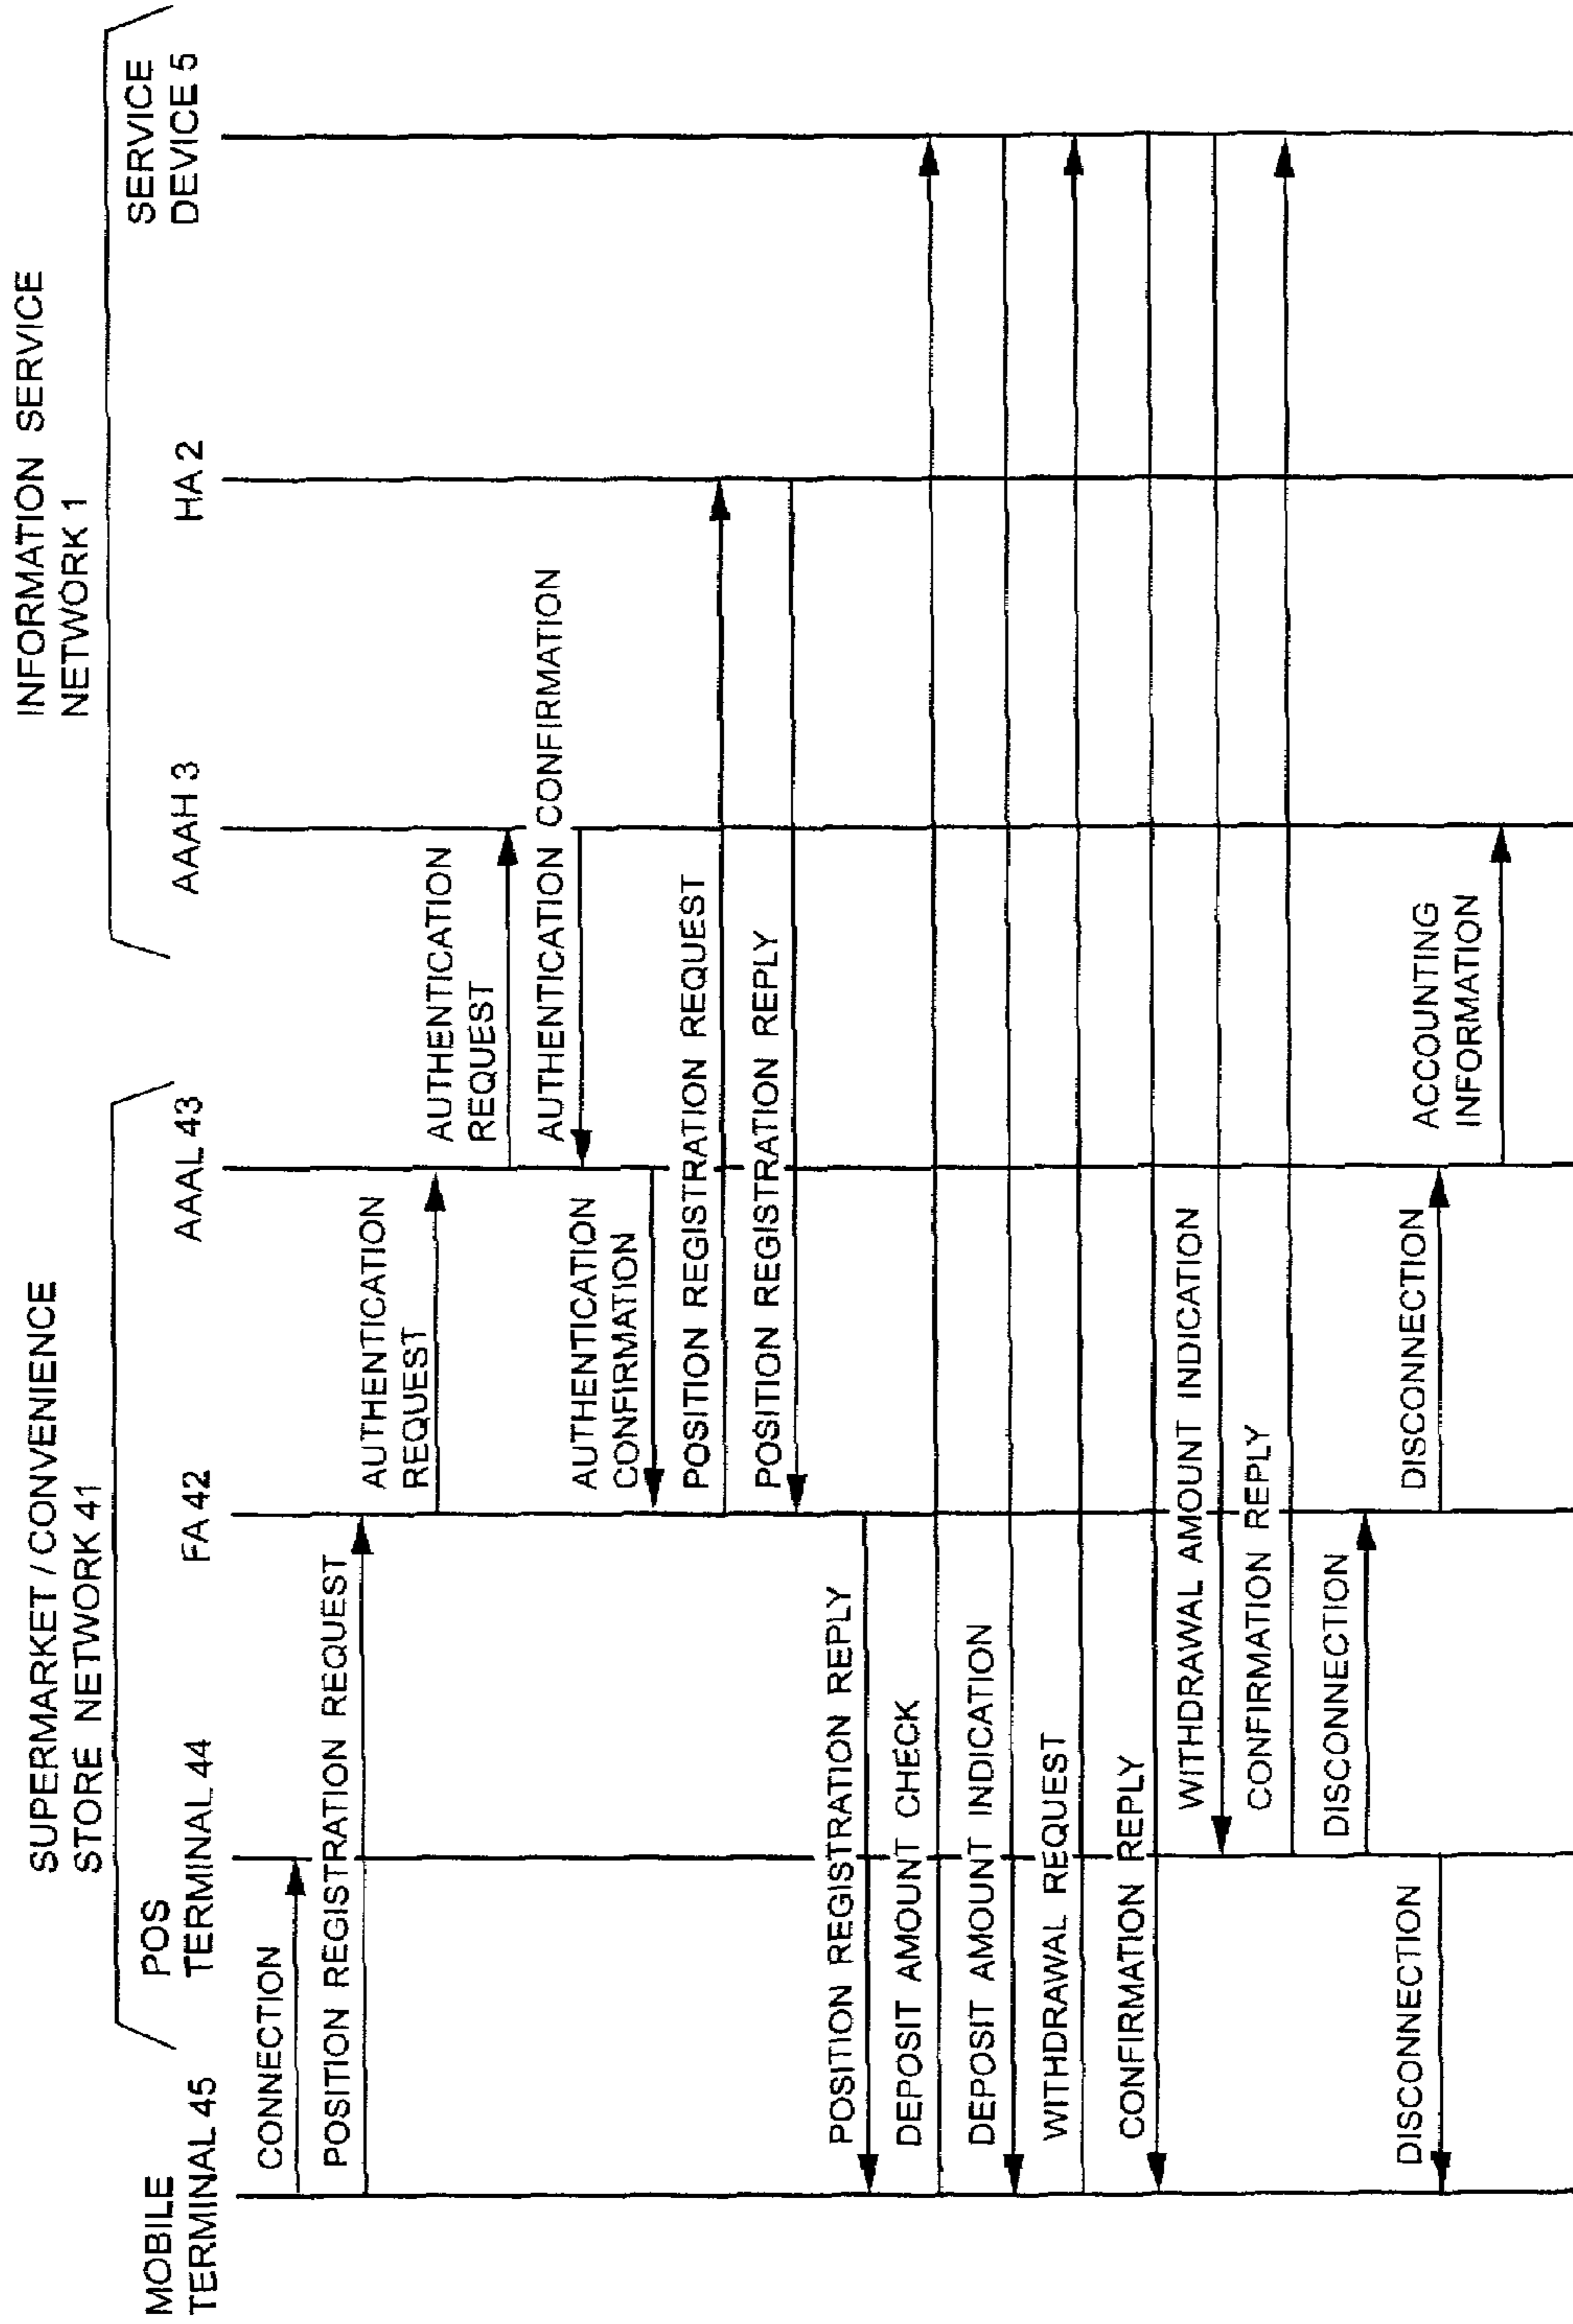 SUPERMARKET / CONVENIENCE
STORE NETWORK 41
INFORMATION SERVICE
NETWORK 1
MOBILE
TERMINAL 45
POS
TERMINAL 44
FA 42
AAAL 43
AAH 3
HA 2
SERVICE
DEVICE 5
CONNECTION
POSITION REGISTRATION REQUEST
AUTHENTICATION
REQUEST
AUTHENTICATION
REQUEST
AUTHENTICATION CONFIRMATION
AUTHENTICATION
CONFIRMATION
POSITION REGISTRATION REQUEST
POSITION REGISTRATION REPLY
POSITION REGISTRATION REPLY
DEPOSIT AMOUNT CHECK
DEPOSIT AMOUNT INDICATION
WITHDRAWAL REQUEST
CONFIRMATION REPLY
WITHDRAWAL AMOUNT INDICATION
CONFIRMATION REPLY
DISCONNECTION
DISCONNECTION
DISCONNECTION
ACCOUNTING
INFORMATION